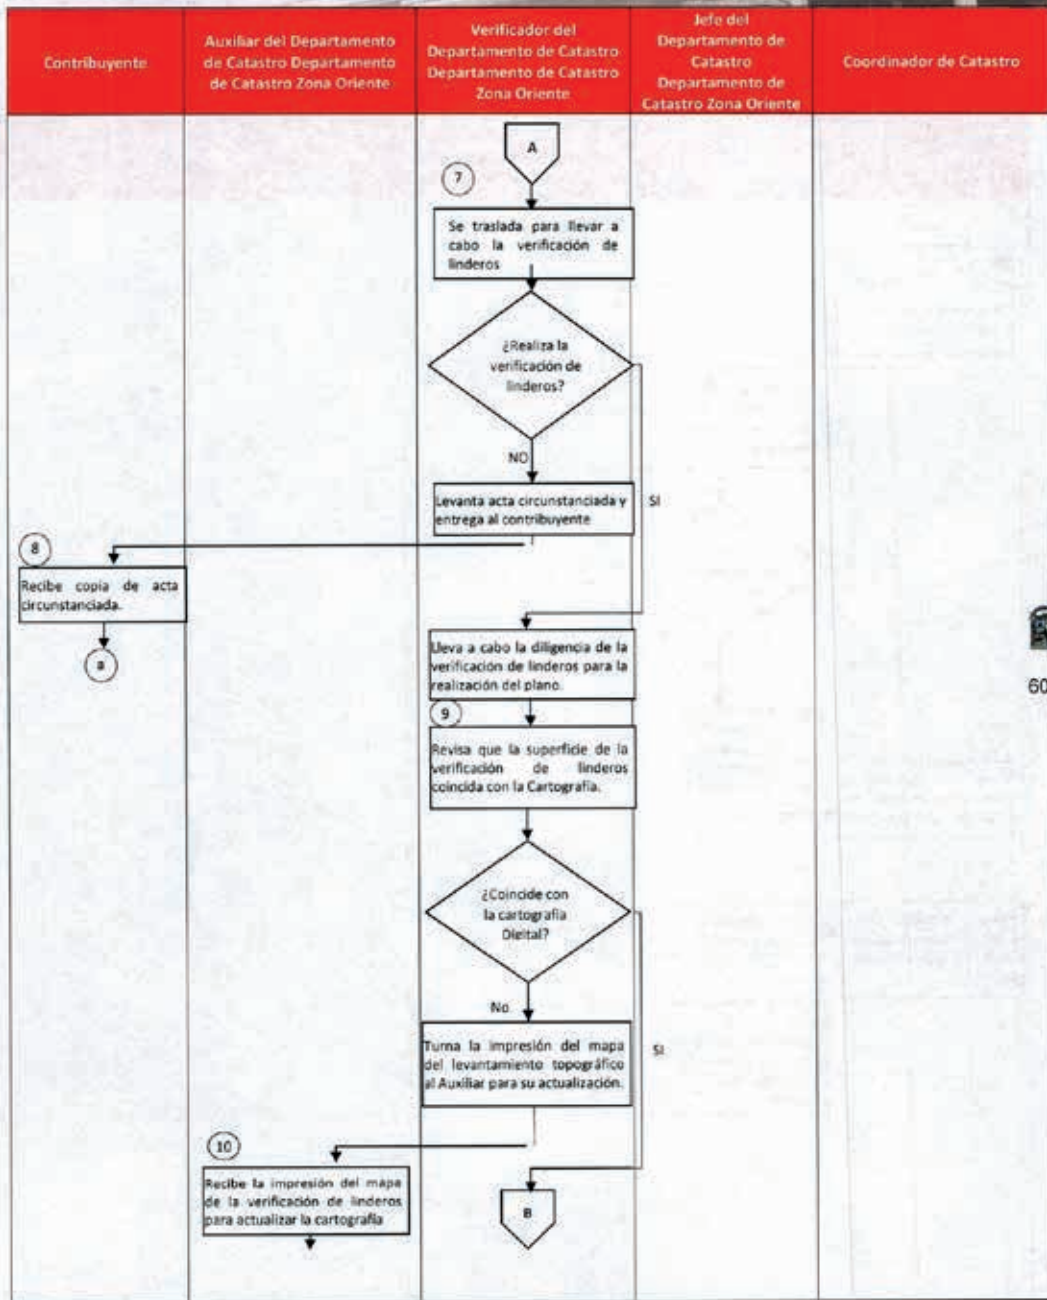 Contribuyente
Auxiliar del Departamento
de Catastro Departamento
de Catastro Zona Oriente
Verificador del
Departamento de Catastro
Departamento de Catastro
Zona Oriente
Jefe del
Departamento de
Catastro
Departamento de
Catastro Zona Oriente
Coordinador de Catastro
A
7
Se traslada para llevar a
cabo la verificación de
linderos
¿Realiza la
verificación de
linderos?
NO
SI
Levanta acta circunstanciada y
entrega al contribuyente
8
Recibe copia de acta
circunstanciada.
a
Lleva a cabo la diligencia de la
verificación de linderos para la
realización del plano.
60
9
Revisa que la superficie de la
verificación de linderos
coincida con la Cartografía.
¿Coincide con
la cartografía
Digital?
No
SI
Turna la impresión del mapa
del levantamiento topográfico
al Auxiliar para su actualización.
10
Recibe la impresión del mapa
de la verificación de linderos
para actualizar la cartografía
B